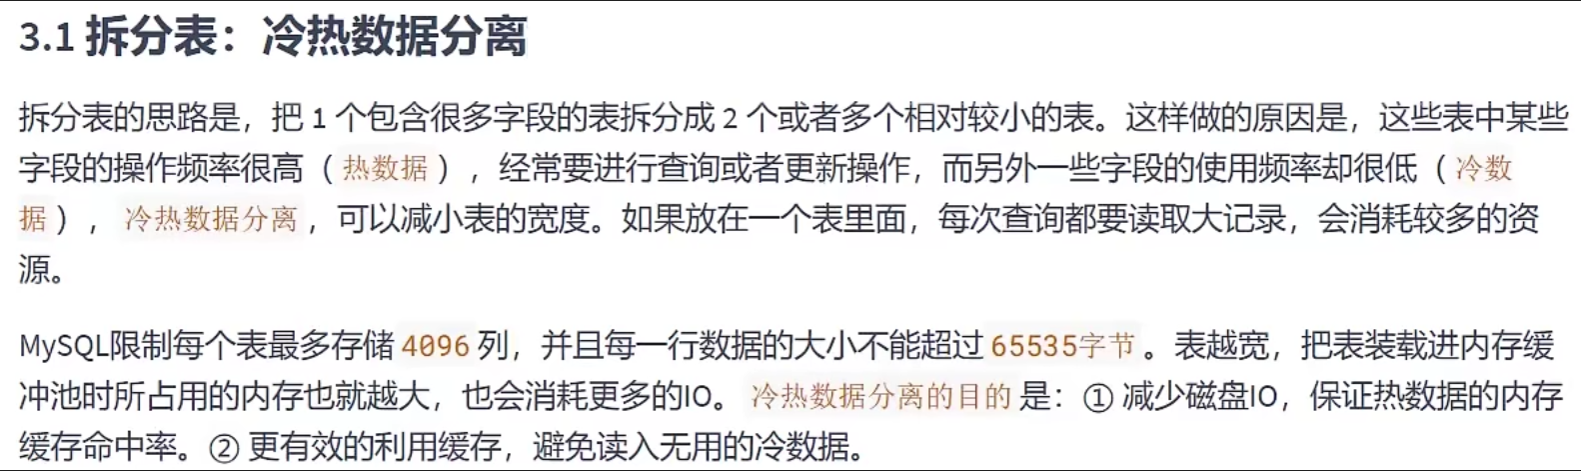 3.1 拆分表：冷热数据分离
拆分表的思路是，把 1 个包含很多字段的表拆分成 2 个或者多个相对较小的表。这样做的原因是，这些表中某些
字段的操作频率很高（热数据），经常要进行查询或者更新操作，而另外一些字段的使用频率却很低（冷数
据），冷热数据分离，可以减小表的宽度。如果放在一个表里面，每次查询都要读取大记录，会消耗较多的资
源。
MySQL限制每个表最多存储 4096 列，并且每一行数据的大小不能超过 65535字节。表越宽，把表装载进内存缓
冲池时所占用的内存也就越大，也会消耗更多的IO。冷热数据分离的目的 是：① 减少磁盘IO，保证热数据的内存
缓存命中率。② 更有效的利用缓存，避免读入无用的冷数据。